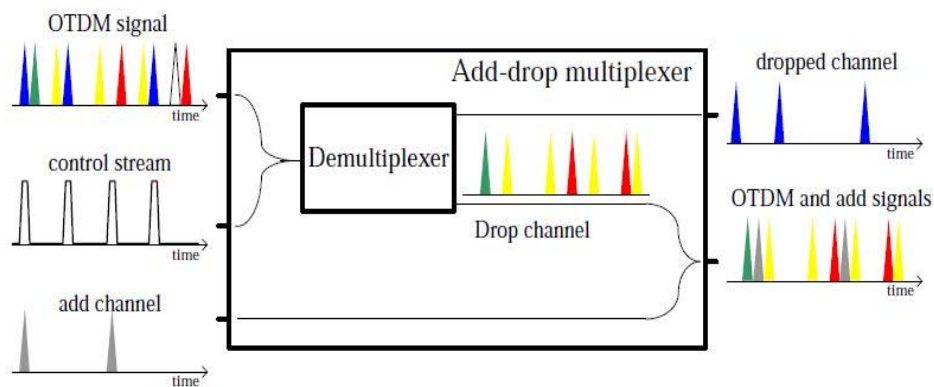 OTDM signal
time
control stream
time
add channel
time
Add-drop multiplexer
Demultiplexer
Drop channel
dropped channel
time
OTDM and add signals
time